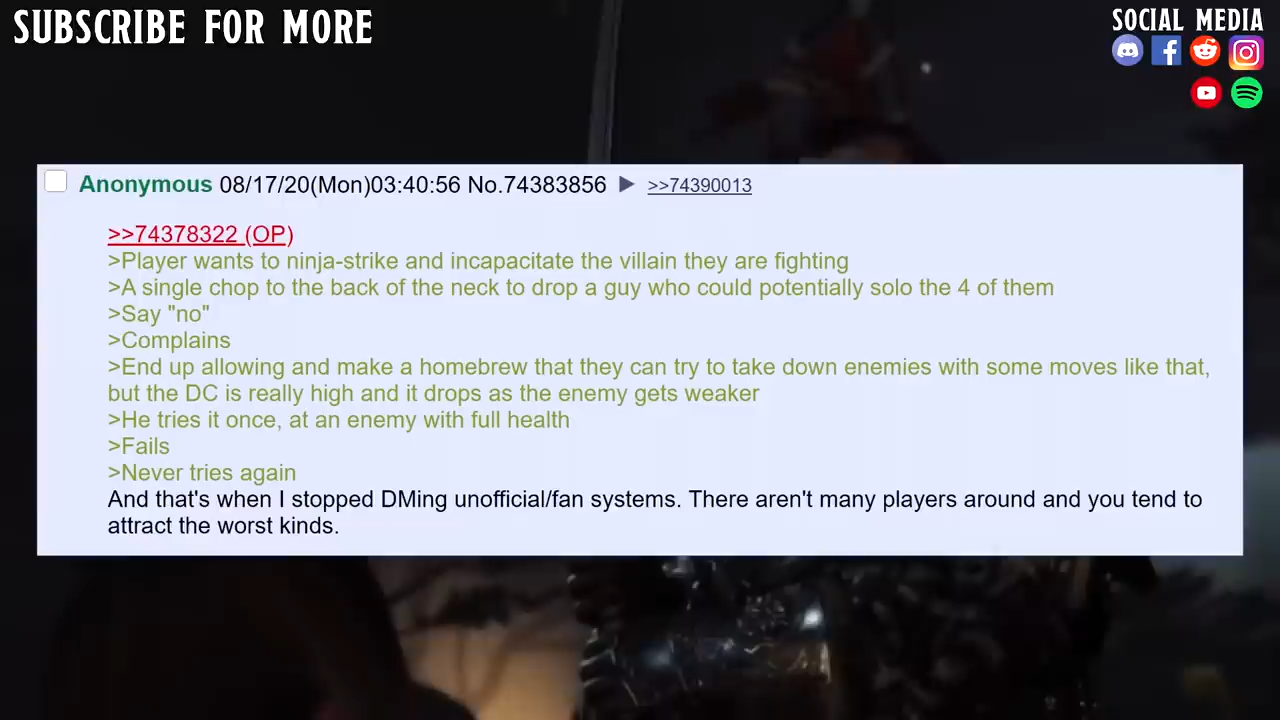 SUBSCRIBE FOR MORE
SOCIAL MEDIA
Anonymous 08/17/20(Mon)03:40:56 No.74383856 ▶ >>74390013
>>74378322 (OP)
>Player wants to ninja-strike and incapacitate the villain they are fighting
>A single chop to the back of the neck to drop a guy who could potentially solo the 4 of them
>Say "no"
>Complains
>End up allowing and make a homebrew that they can try to take down enemies with some moves like that,
but the DC is really high and it drops as the enemy gets weaker
>He tries it once, at an enemy with full health
>Fails
>Never tries again
And that's when I stopped DMing unofficial/fan systems. There aren't many players around and you tend to
attract the worst kinds.